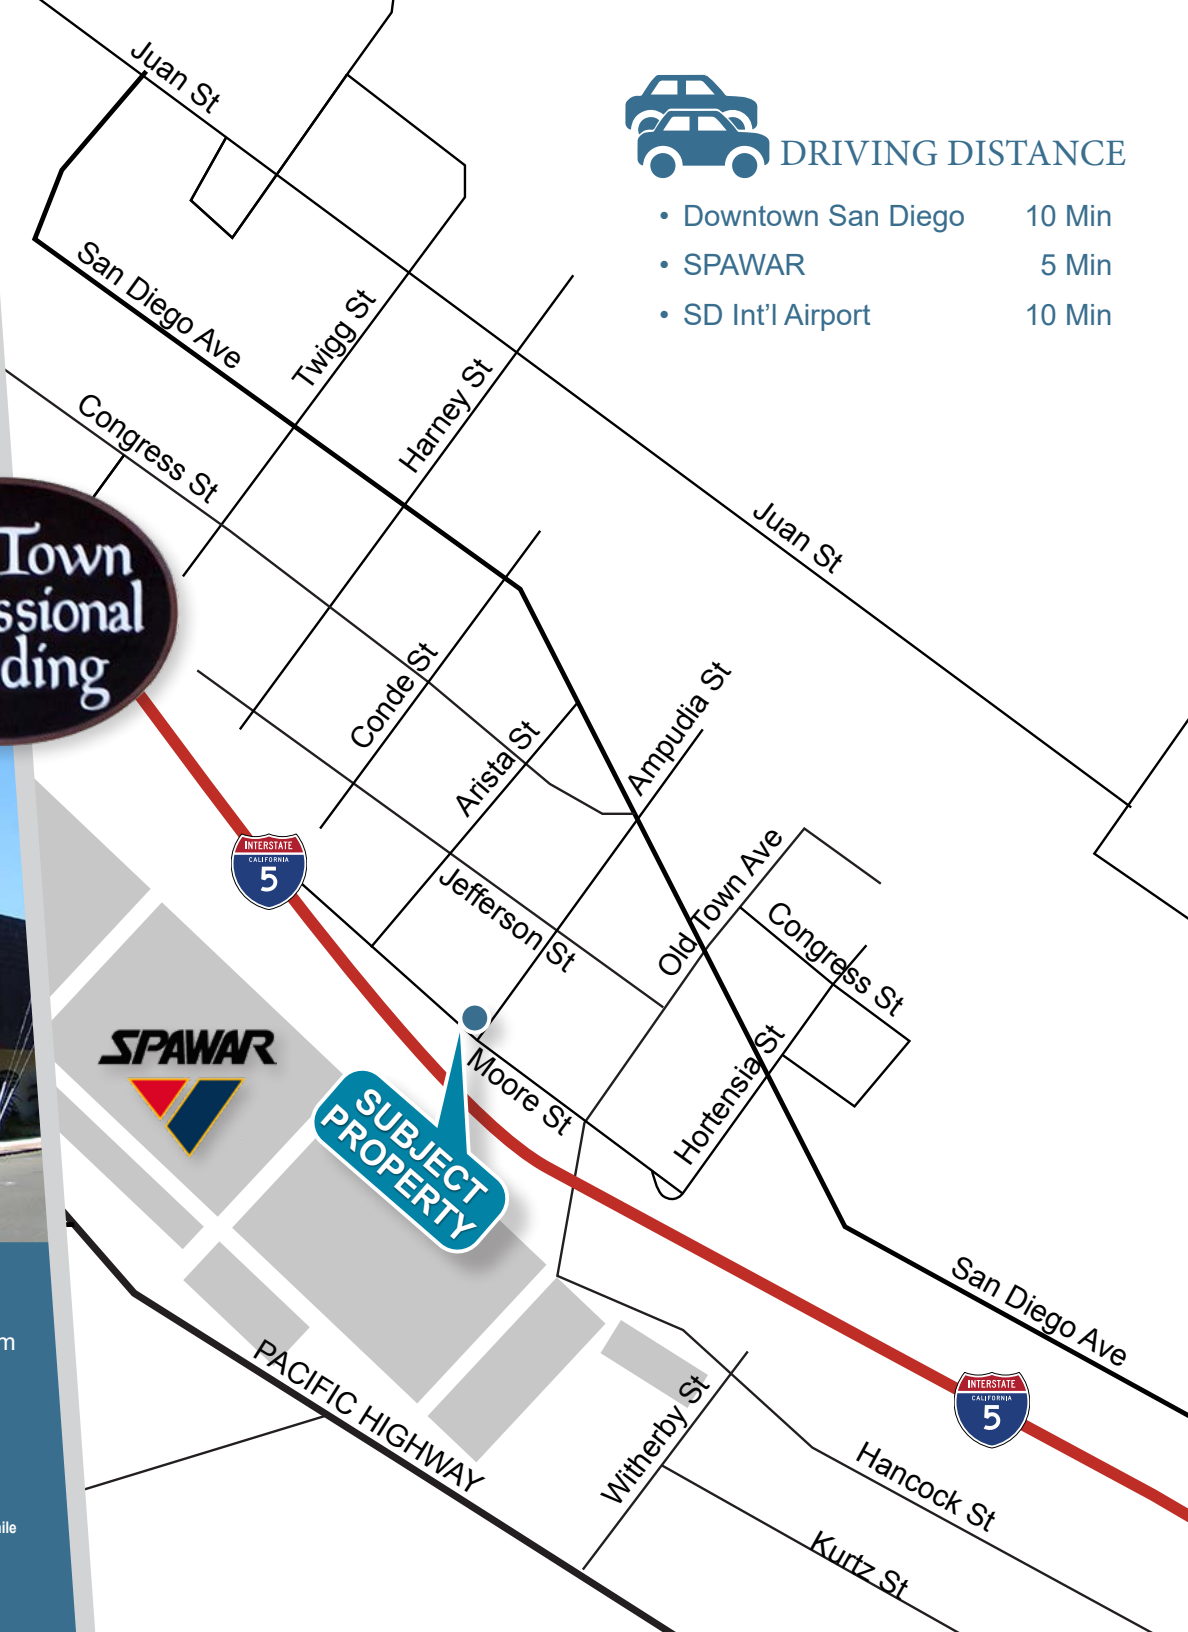 Juan St
DRIVING DISTANCE
• Downtown San Diego 10 Min
• SPAWAR 5 Min
• SD Int'l Airport 10 Min
San Diego Ave
Twigg St
Harney St
Congress St
Juan St
Town
ssional
ding
Conde St
Arista St
Ampudia St
INTERSTATE
CALIFORNIA
5
Jefferson St
Old Town Ave
Congress St
SPAWAR
Moore St
Hortensia St
SUBJECT
PROPERTY
San Diego Ave
m
PACIFIC HIGHWAY
Witherby St
INTERSTATE
CALIFORNIA
5
Hancock St
ile
Kurtz St